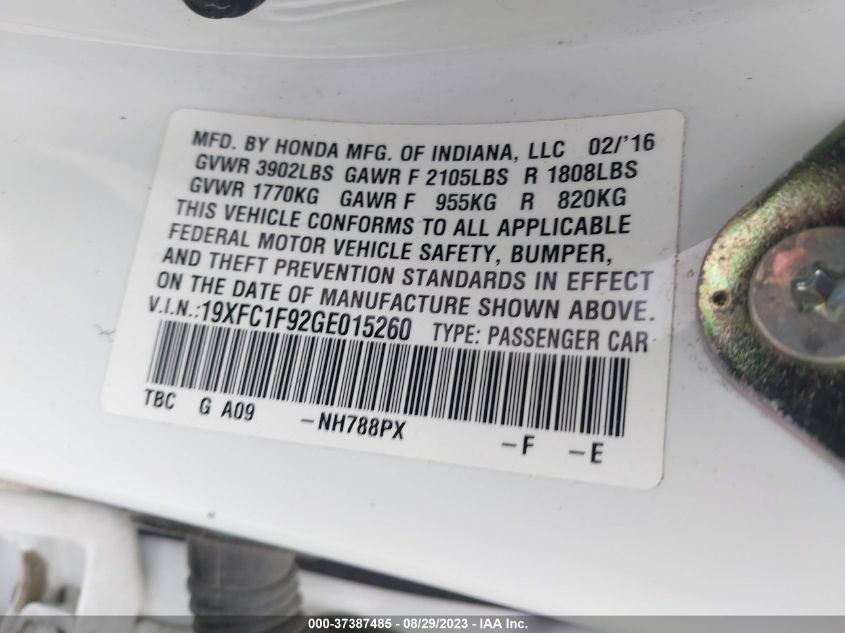 MFD. BY HONDA MFG. OF INDIANA, LLC 02/'16
GVWR 3902LBS GAWR F 2105LBS R 1808LBS
GVWR 1770KG GAWR F 955KG R 820KG
THIS VEHICLE CONFORMS TO ALL APPLICABLE
FEDERAL MOTOR VEHICLE SAFETY, BUMPER,
AND THEFT PREVENTION STANDARDS IN EFFECT
ON THE DATE OF MANUFACTURE SHOWN ABOVE.
V.I.N.:19XFC1F92GE015260 TYPE: PASSENGER CAR
TBC G A09 -NH788PX -F -E
000-37387485 - 08/29/2023 - IAA Inc.